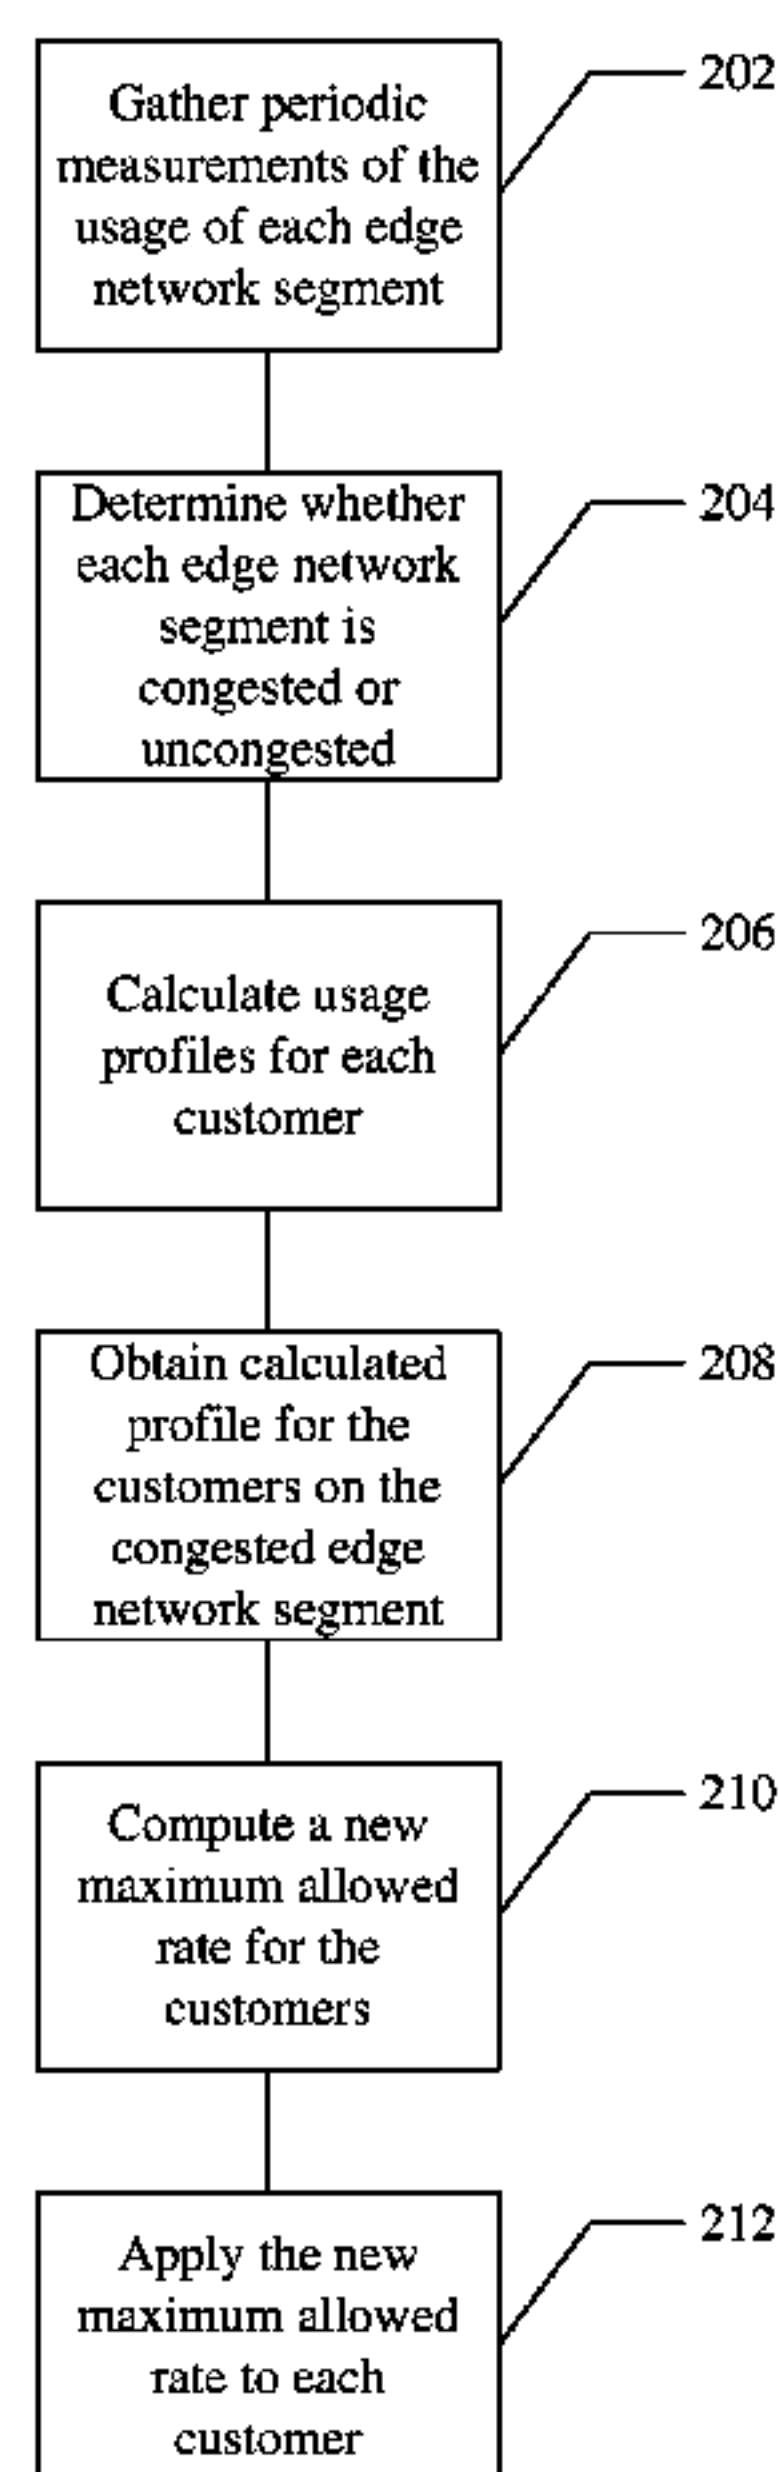 Gather periodic
measurements of the
usage of each edge
network segment
202
Determine whether
each edge network
segment is
congested or
uncongested
204
Calculate usage
profiles for each
customer
206
Obtain calculated
profile for the
customers on the
congested edge
network segment
208
Compute a new
maximum allowed
rate for the
customers
210
Apply the new
maximum allowed
rate to each
customer
212